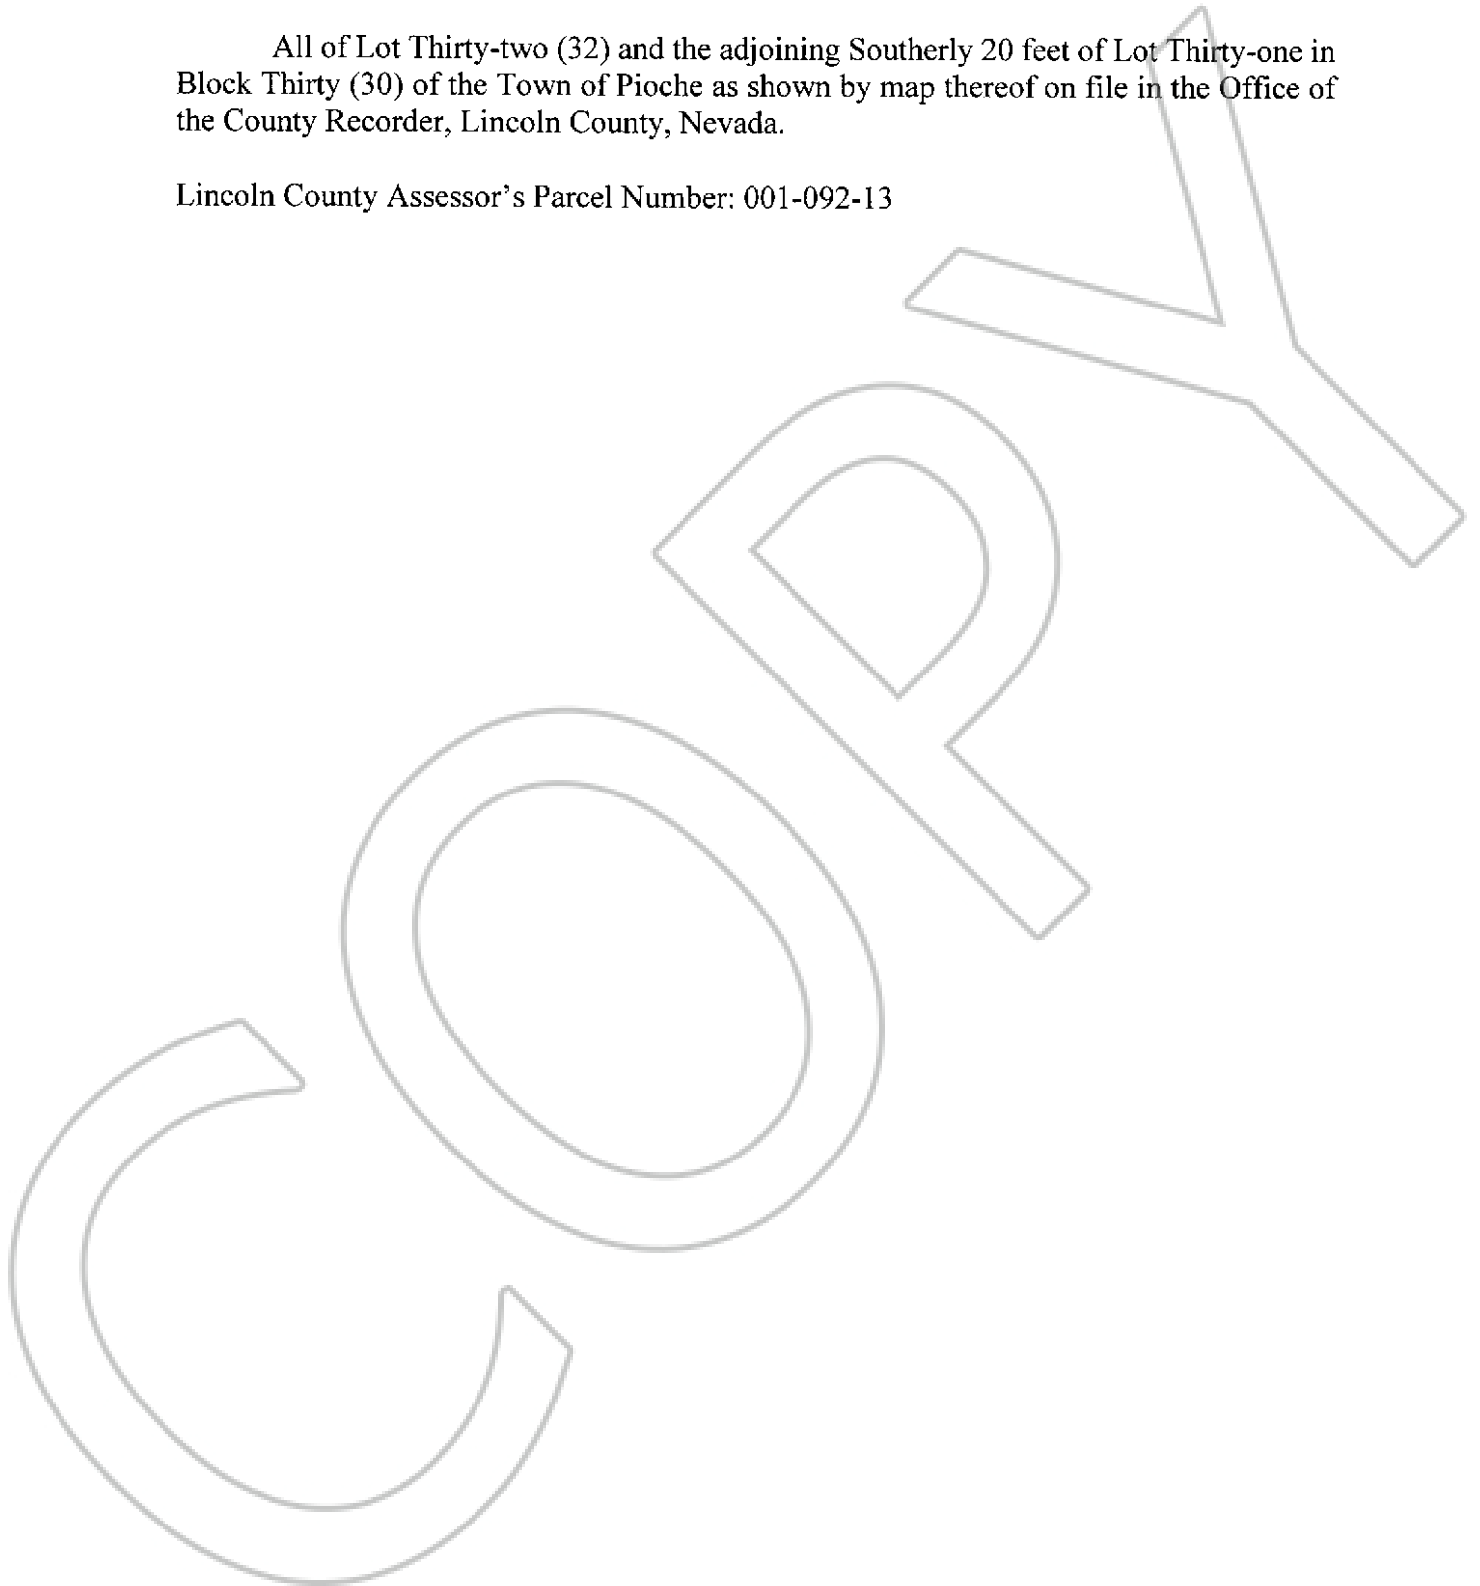 All of Lot Thirty-two (32) and the adjoining Southerly 20 feet of Lot Thirty-one in
Block Thirty (30) of the Town of Pioche as shown by map thereof on file in the Office of
the County Recorder, Lincoln County, Nevada.
Lincoln County Assessor's Parcel Number: 001-092-13
COPY